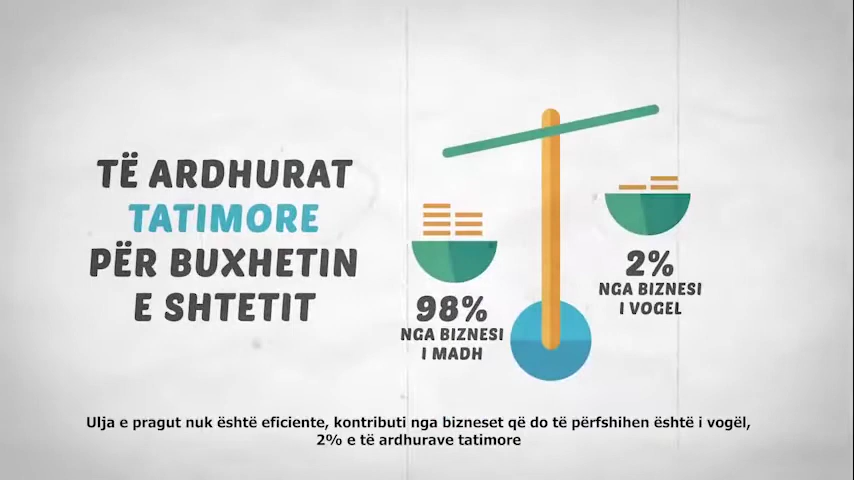 TË ARDHURAT
TATIMORE
PËR BUXHETIN
E SHTETIT
98%
NGA BIZNESI
I MADH
2%
NGA BIZNESI
I VOGEL
Ulja e pragut nuk është eficiente, kontributi nga bizneset që do të përfshihen është i vogël,
2% e të ardhurave tatimore